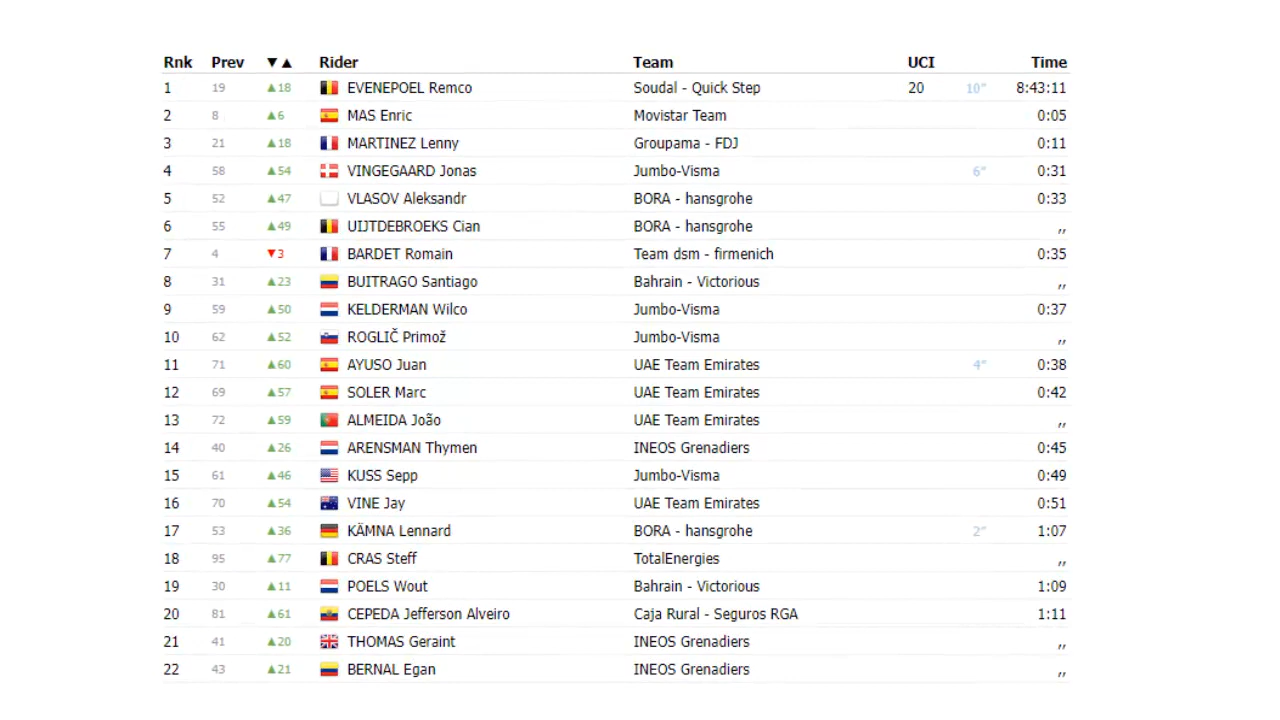 Rnk Prev ▼▲ Rider Team UCI Time
1 19 ▲18 EVENEPOEL Remco Soudal - Quick Step 20 10″ 8:43:11
2 8 ▲6 MAS Enric Movistar Team 0:05
3 21 ▲18 MARTINEZ Lenny Groupama - FDJ 0:11
4 58 ▲54 VINGEGAARD Jonas Jumbo-Visma 6″ 0:31
5 52 ▲47 VLASOV Aleksandr BORA - hansgrohe 0:33
6 55 ▲49 UIJTDEBROEKS Cian BORA - hansgrohe ,,
7 4 ▼3 BARDET Romain Team dsm - firmenich 0:35
8 31 ▲23 BUITRAGO Santiago Bahrain - Victorious ,,
9 59 ▲50 KELDERMAN Wilco Jumbo-Visma 0:37
10 62 ▲52 ROGLIČ Primož Jumbo-Visma ,,
11 71 ▲60 AYUSO Juan UAE Team Emirates 4″ 0:38
12 69 ▲57 SOLER Marc UAE Team Emirates 0:42
13 72 ▲59 ALMEIDA João UAE Team Emirates ,,
14 40 ▲26 ARENSMAN Thymen INEOS Grenadiers 0:45
15 61 ▲46 KUSS Sepp Jumbo-Visma 0:49
16 70 ▲54 VINE Jay UAE Team Emirates 0:51
17 53 ▲36 KÄMNA Lennard BORA - hansgrohe 2″ 1:07
18 95 ▲77 CRAS Steff TotalEnergies ,,
19 30 ▲11 POELS Wout Bahrain - Victorious 1:09
20 81 ▲61 CEPEDA Jefferson Alveiro Caja Rural - Seguros RGA 1:11
21 41 ▲20 THOMAS Geraint INEOS Grenadiers ,,
22 43 ▲21 BERNAL Egan INEOS Grenadiers ,,